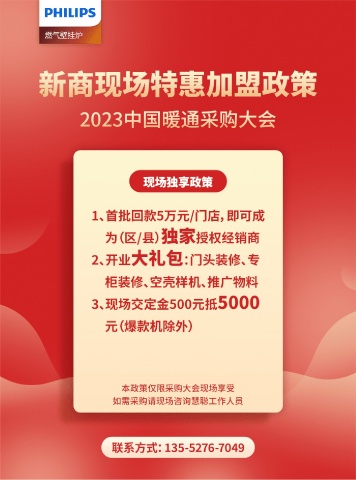 PHILIPS
燃气壁挂炉
新商现场特惠加盟政策
2023中国暖通采购大会
现场独享政策
1、首批回款5万元/门店,即可成
为(区/县)独家授权经销商
2、开业大礼包:门头装修、专
柜装修、空壳样机、推广物料
3、现场交定金500元抵5000
元(爆款机除外)
本政策仅限采购大会现场享受
如需采购请现场咨询慧聪工作人员
联系方式:135-5276-7049